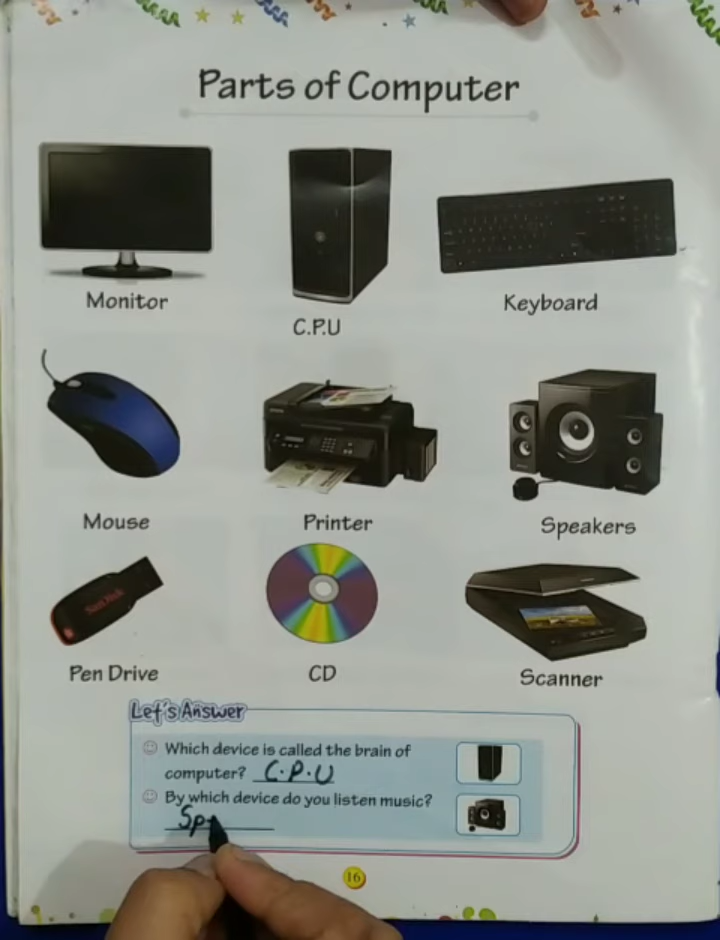 Parts of Computer
Monitor
C.P.U
Keyboard
Mouse
Printer
Speakers
SanDisk
Pen Drive
CD
Scanner
Let's Answer
Which device is called the brain of
computer? C.P.U
By which device do you listen music?
Sp
16